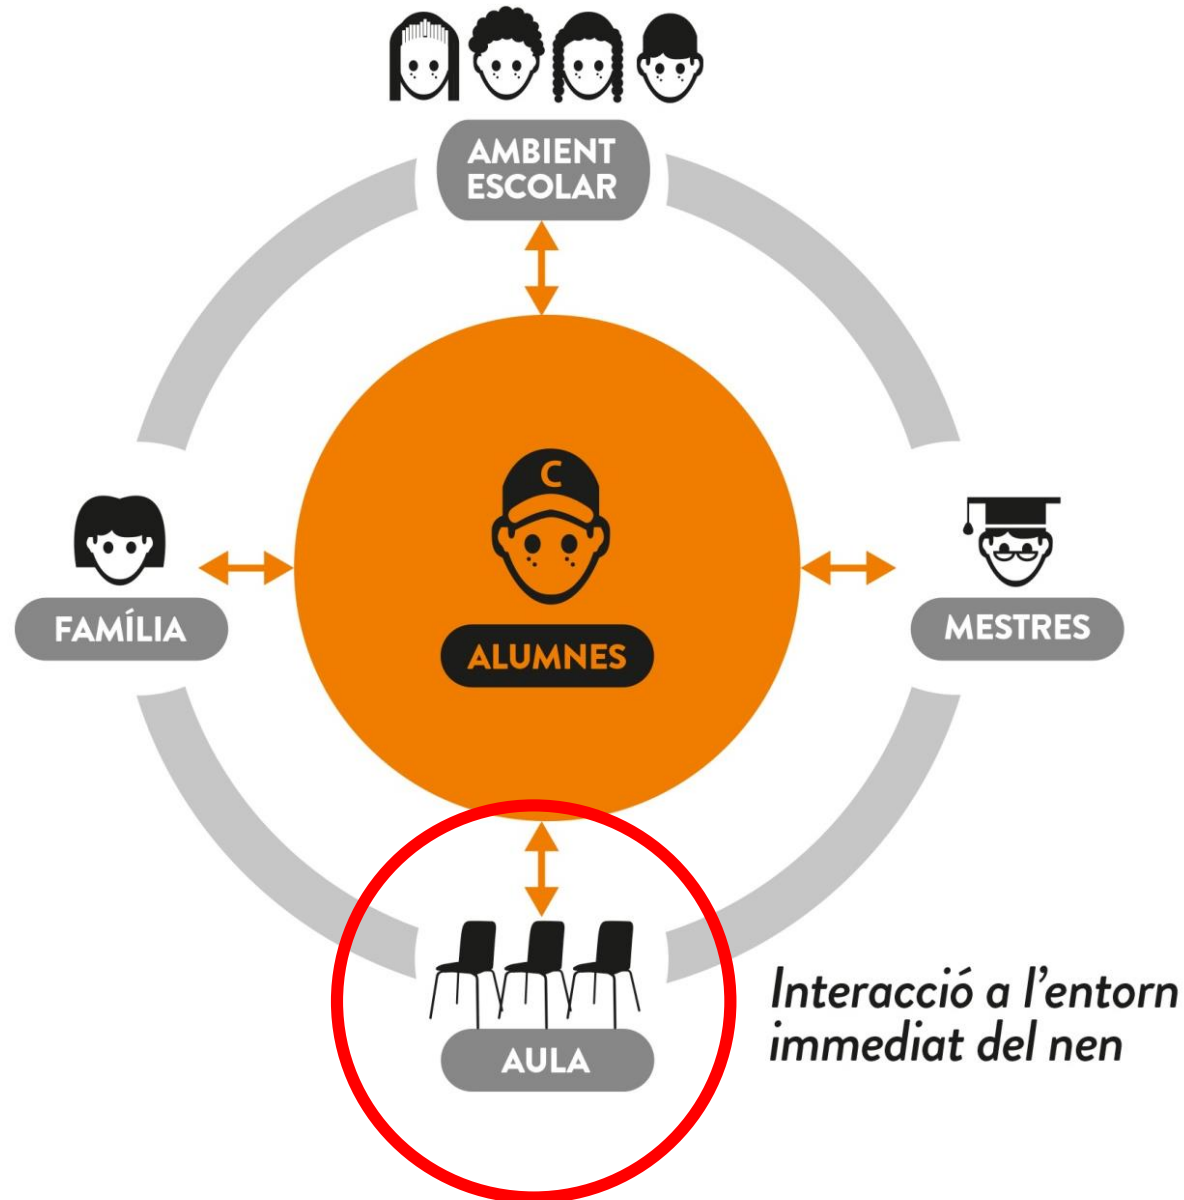 AMBIENT
ESCOLAR
C
FAMÍLIA
ALUMNES
MESTRES
AULA
Interacció a l'entorn
immediat del nen